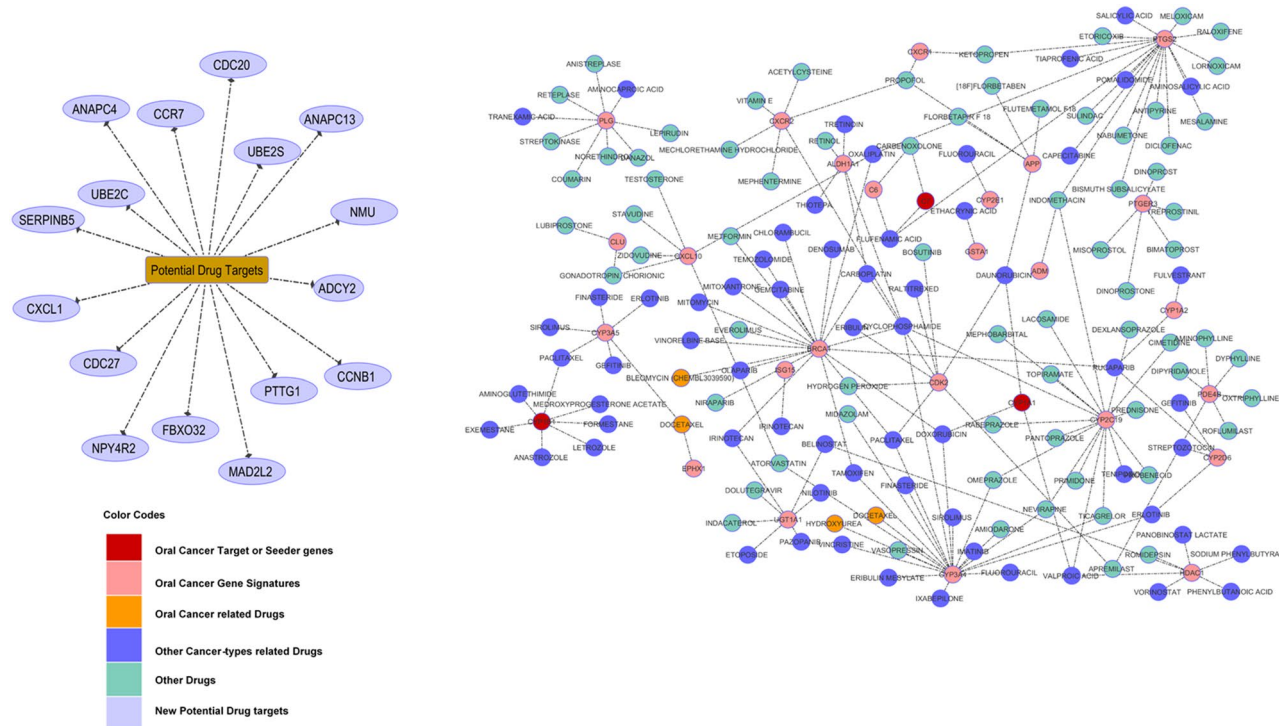 CDC20
ANAPC4
CCR7
ANAPC13
UBE2S
UBE2C
SERPINB5
NMU
Potential Drug Targets
ADCY2
CXCL1
CDC27
CCNB1
PTTG1
FBXO32
NPY4R2
MAD2L2
Color Codes
Oral Cancer Target or Seeder genes
Oral Cancer Gene Signatures
Oral Cancer related Drugs
Other Cancer-types related Drugs
Other Drugs
New Potential Drug targets
ANISTREPLASE
RETEPLASE
AMINOCAPROIC ACID
TRANEXAMIC ACID
PLG
LEPIRUDIN
STREPTOKINASE
NORETHINDRONE
DANAZOL
COUMARIN
TESTOSTERONE
STAVUDINE
LUBIPROSTONE
CLU
ZIDOVUDINE
CXCL10
GONADOTROPIN, CHORIONIC
METFORMIN
FINASTERIDE
ERLOTINIB
MITOMYCIN
SIROLIMUS
CYP3A5
PACLITAXEL
GEFITINIB
AMINOGLUTETHIMIDE
MEDROXYPROGESTERONE ACETATE
EXEMESTANE
FORMESTANE
LETROZOLE
ANASTROZOLE
DOCETAXEL
EPHX1
ACETYLCYSTEINE
VITAMIN E
CXCR2
MECHLORETHAMINE HYDROCHLORIDE
MEPHENTERMINE
CXCR1
KETOPROFEN
PROPOFOL
[18F]FLORBETABEN
FLORBETAPIR F 18
FLUTEMETAMOL F18
TRETINOIN
RETINOL
OXALIPLATIN
ALDH1A1
CARBENOXOLONE
FLUOROURACIL
C6
CYP2E1
ETHACRYNIC ACID
THIOTEPA
FLUFENAMIC ACID
GSTA1
APP
ADM
CHLORAMBUCIL
DENOSUMAB
TEMOZOLOMIDE
BOSUTINIB
MITOXANTRONE
GEMCITABINE
CARBOPLATIN
RALTITREXED
DAUNORUBICIN
EVEROLIMUS
ERIBULIN
CYCLOPHOSPHAMIDE
VINORELBINE BASE
BRCA1
OLAPARIB
ISG15
BLEOMYCIN [CHEMBL3039590]
NIRAPARIB
HYDROGEN PEROXIDE
CDK2
MIDAZOLAM
IRINOTECAN
IRINOTECAN
BELINOSTAT
PACLITAXEL
DOXORUBICIN
ATORVASTATIN
TAMOXIFEN
DOLUTEGRAVIR
NILOTINIB
FINASTERIDE
INDACATEROL
UGT1A1
HYDROXYUREA
DOCETAXEL
SIROLIMUS
ETOPOSIDE
PAZOPANIB
VINCRISTINE
VASOPRESSIN
IMATINIB
AMIODARONE
CYP3A4
FLUOROURACIL
ERIBULIN MESYLATE
IXABEPILONE
SALICYLIC ACID
MELOXICAM
ETORICOXIB
PTGS2
RALOXIFENE
TIAPROFENIC ACID
LORNOXICAM
POMALIDOMIDE
AMINOSALICYLIC ACID
SULINDAC
ANTIPYRINE
MESALAMINE
NABUMETONE
DICLOFENAC
CAPECITABINE
DINOPROST
BISMUTH SUBSALICYLATE
INDOMETHACIN
PTGER3
TREPROSTINIL
MISOPROSTOL
BIMATOPROST
DINOPROSTONE
FULVESTRANT
CYP1A2
LACOSAMIDE
MEPHOBARBITAL
DEXLANSOPRAZOLE
CIMETIDINE
AMINOPHYLLINE
RUCAPARIB
DYPHYLLINE
TOPIRAMATE
DIPYRIDAMOLE
GEFITINIB
PDE4B
OXTRIPHYLLINE
RABEPRAZOLE
PREDNISONE
CYP2C19
ROFLUMILAST
PANTOPRAZOLE
STREPTOZOTOSIN
CYP2D6
OMEPRAZOLE
PRIMIDONE
TENIPOSIDE
PROBENECID
NEVIRAPINE
TICAGRELOR
ERLOTINIB
PANOBINOSTAT LACTATE
ROMIDEPSIN
SODIUM PHENYLBUTYRA
VALPROIC ACID
APREMILAST
HDAC1
VORINOSTAT
PHENYLBUTANOIC ACID